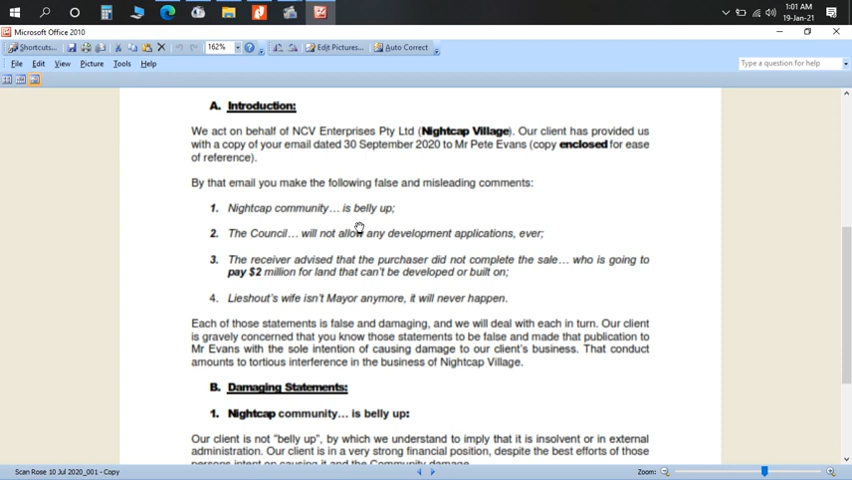 1:01 AM
19-Jan-21
Microsoft Office 2010
Shortcuts...
162%
Edit Pictures...
Auto Correct
Type a question for help
File Edit View Picture Tools Help
A. Introduction:
We act on behalf of NCV Enterprises Pty Ltd (Nightcap Village). Our client has provided us
with a copy of your email dated 30 September 2020 to Mr Pete Evans (copy enclosed for ease
of reference).
By that email you make the following false and misleading comments:
1. Nightcap community... is belly up;
2. The Council... will not allow any development applications, ever;
3. The receiver advised that the purchaser did not complete the sale... who is going to
pay $2 million for land that can't be developed or built on;
4. Lieshout's wife isn't Mayor anymore, it will never happen.
Each of those statements is false and damaging, and we will deal with each in turn. Our client
is gravely concerned that you know those statements to be false and made that publication to
Mr Evans with the sole intention of causing damage to our client's business. That conduct
amounts to tortious interference in the business of Nightcap Village.
B. Damaging Statements:
1. Nightcap community... is belly up:
Our client is not "belly up", by which we understand to imply that it is insolvent or in external
administration. Our client is in a very strong financial position, despite the best efforts of those
persons intent on causing it and the Community damage.
Scan Rose 10 Jul 2020_001 - Copy
Zoom: